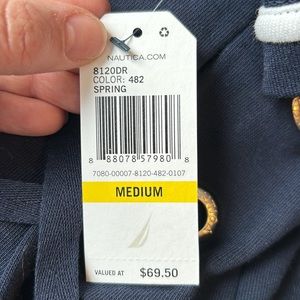 NAUTICA.COM
8120DR
COLOR: 482
SPRING
8 88078 57980 8
7080-00007-8120-482-0107
MEDIUM
VALUED AT $69.50